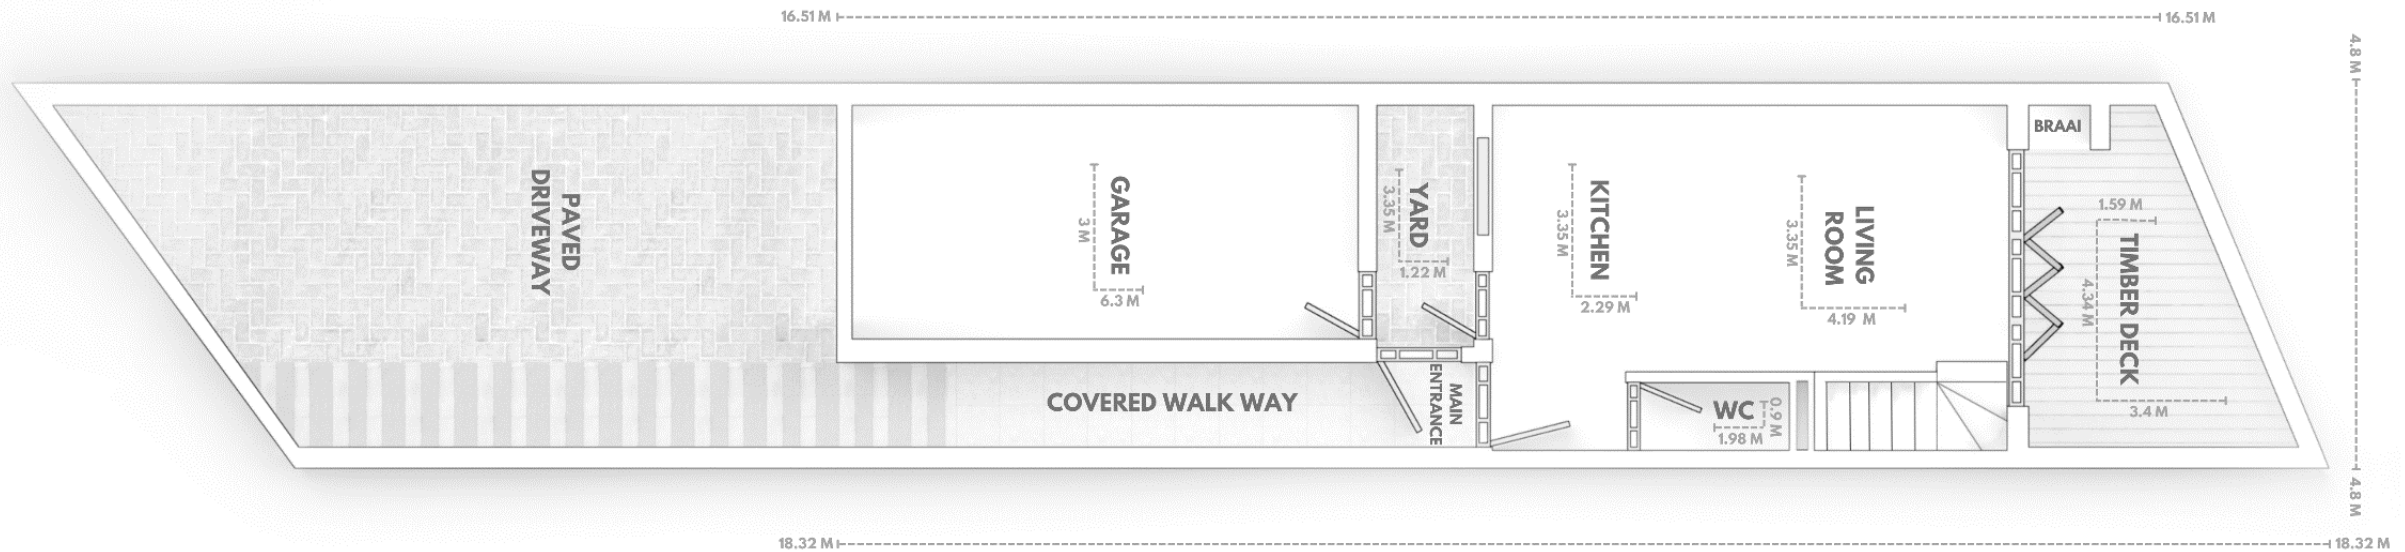 16.51 M
16.51 M
4.8 M
BRAAI
PAVED
DRIVEWAY
GARAGE
3 M
6.3 M
YARD
3.35 M
1.22 M
KITCHEN
3.35 M
2.29 M
LIVING
ROOM
3.35 M
4.19 M
1.59 M
TIMBER DECK
4.34 M
3.4 M
COVERED WALK WAY
MAIN
ENTRANCE
WC
0.9 M
1.98 M
4.8 M
18.32 M
18.32 M